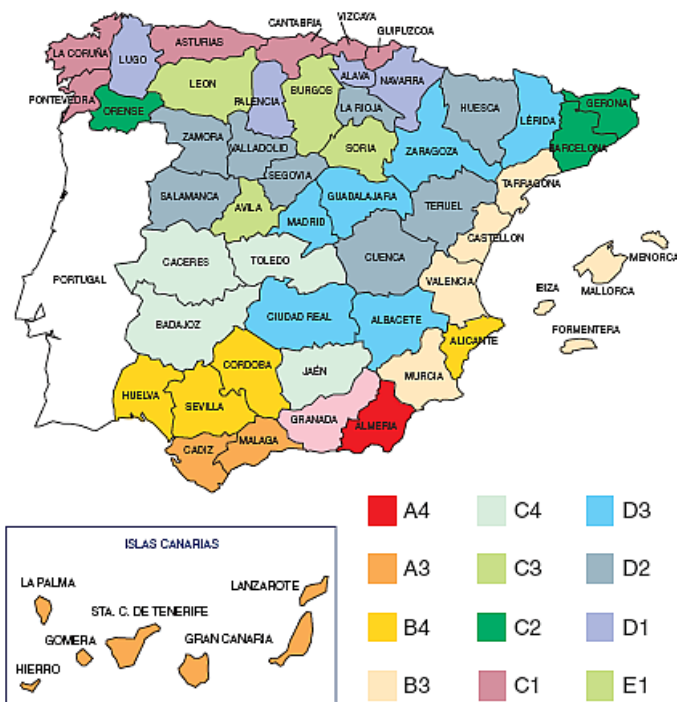 CANTABRIA
VIZCAYA
GUIPUZCOA
LA CORUÑA
LUGO
ASTURIAS
PONTEVEDRA
ORENSE
LEON
PALENCIA
BURGOS
ALAVA
NAVARRA
LA RIOJA
HUESCA
LÉRIDA
GERONA
BARCELONA
ZAMORA
VALLADOLID
SORIA
ZARAGOZA
SEGOVIA
TARRAGONA
SALAMANCA
AVILA
MADRID
GUADALAJARA
TERUEL
CASTELLON
MENORCA
PORTUGAL
CACERES
TOLEDO
CUENCA
VALENCIA
IBIZA
MALLORCA
BADAJOZ
CIUDAD REAL
ALBACETE
ALICANTE
FORMENTERA
HUELVA
SEVILLA
CORDOBA
JAÉN
MURCIA
GRANADA
ALMERIA
CADIZ
MALAGA
ISLAS CANARIAS
LA PALMA
LANZAROTE
STA. C. DE TENERIFE
GOMERA
GRAN CANARIA
HIERRO
A4 C4 D3
A3 C3 D2
B4 C2 D1
B3 C1 E1